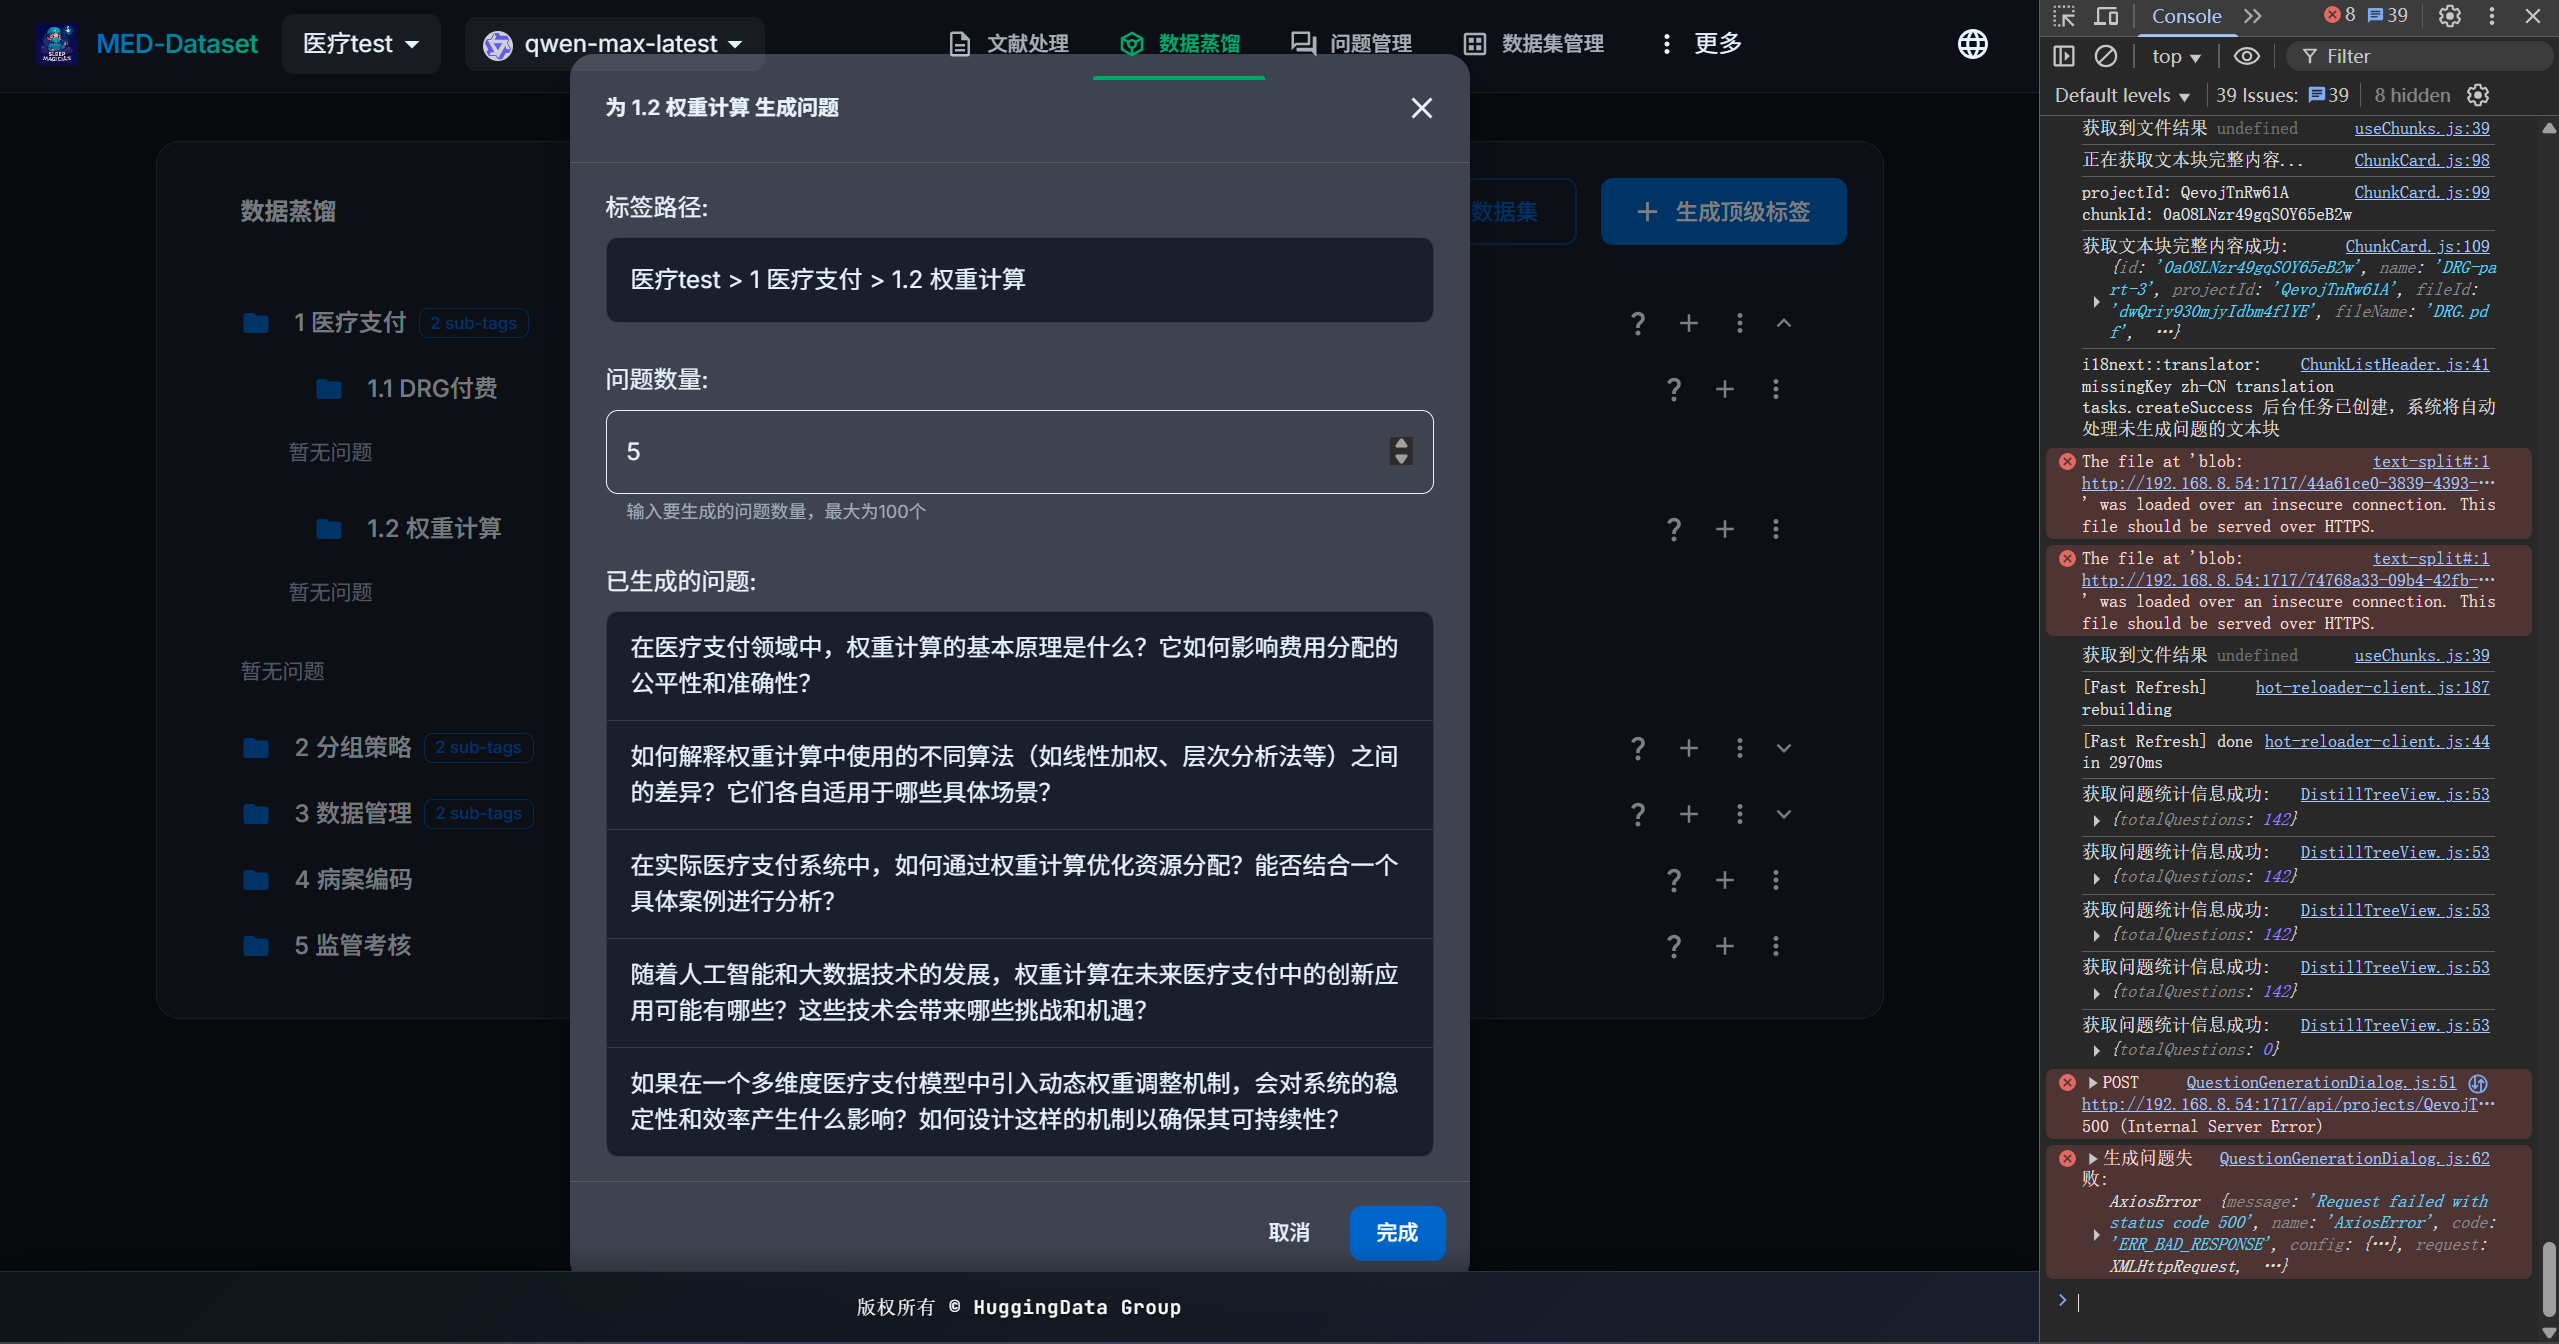 MED-Dataset
医疗test
qwen-max-latest
文献处理
数据蒸馏
问题管理
数据集管理
更多
为 1.2 权重计算 生成问题
数据蒸馏
数据集
生成顶级标签
1 医疗支付
2 sub-tags
1.1 DRG付费
暂无问题
1.2 权重计算
暂无问题
暂无问题
2 分组策略
2 sub-tags
3 数据管理
2 sub-tags
4 病案编码
5 监管考核
标签路径:
医疗test > 1 医疗支付 > 1.2 权重计算
问题数量:
5
输入要生成的问题数量，最大为100个
已生成的问题:
在医疗支付领域中，权重计算的基本原理是什么？它如何影响费用分配的
公平性和准确性？
如何解释权重计算中使用的不同算法（如线性加权、层次分析法等）之间
的差异？它们各自适用于哪些具体场景？
在实际医疗支付系统中，如何通过权重计算优化资源分配？能否结合一个
具体案例进行分析？
随着人工智能和大数据技术的发展，权重计算在未来医疗支付中的创新应
用可能有哪些？这些技术会带来哪些挑战和机遇？
如果在一个多维度医疗支付模型中引入动态权重调整机制，会对系统的稳
定性和效率产生什么影响？如何设计这样的机制以确保其可持续性？
取消
完成
版权所有 © HuggingData Group
Console
8
39
top
Filter
Default levels
39 Issues:
39
8 hidden
获取到文件结果 undefined useChunks.js:39
正在获取文本块完整内容... ChunkCard.js:98
projectId: QevojTnRw61A ChunkCard.js:99
chunkId: 0aO8LNzr49gqSOY65eB2w
获取文本块完整内容成功: ChunkCard.js:109
{id: '0aO8LNzr49gqSOY65eB2w', name: 'DRG-pa
rt-3', projectId: 'QevojTnRw61A', fileId:
'dwQriy93OmjyIdbm4flYE', fileName: 'DRG.pd
f', …}
i18next::translator: ChunkListHeader.js:41
missingKey zh-CN translation
tasks.createSuccess 后台任务已创建，系统将自动
处理未生成问题的文本块
The file at 'blob: text-split#:1
http://192.168.8.54:1717/44a61ce0-3839-4393-…
' was loaded over an insecure connection. This
file should be served over HTTPS.
The file at 'blob: text-split#:1
http://192.168.8.54:1717/74768a33-09b4-42fb-…
' was loaded over an insecure connection. This
file should be served over HTTPS.
获取到文件结果 undefined useChunks.js:39
[Fast Refresh] hot-reloader-client.js:187
rebuilding
[Fast Refresh] done hot-reloader-client.js:44
in 2970ms
获取问题统计信息成功: DistillTreeView.js:53
{totalQuestions: 142}
获取问题统计信息成功: DistillTreeView.js:53
{totalQuestions: 142}
获取问题统计信息成功: DistillTreeView.js:53
{totalQuestions: 142}
获取问题统计信息成功: DistillTreeView.js:53
{totalQuestions: 142}
获取问题统计信息成功: DistillTreeView.js:53
{totalQuestions: 0}
POST QuestionGenerationDialog.js:51
http://192.168.8.54:1717/api/projects/QevojT…
500 (Internal Server Error)
生成问题失 QuestionGenerationDialog.js:62
败:
AxiosError {message: 'Request failed with
status code 500', name: 'AxiosError', code:
'ERR_BAD_RESPONSE', config: {…}, request:
XMLHttpRequest, …}